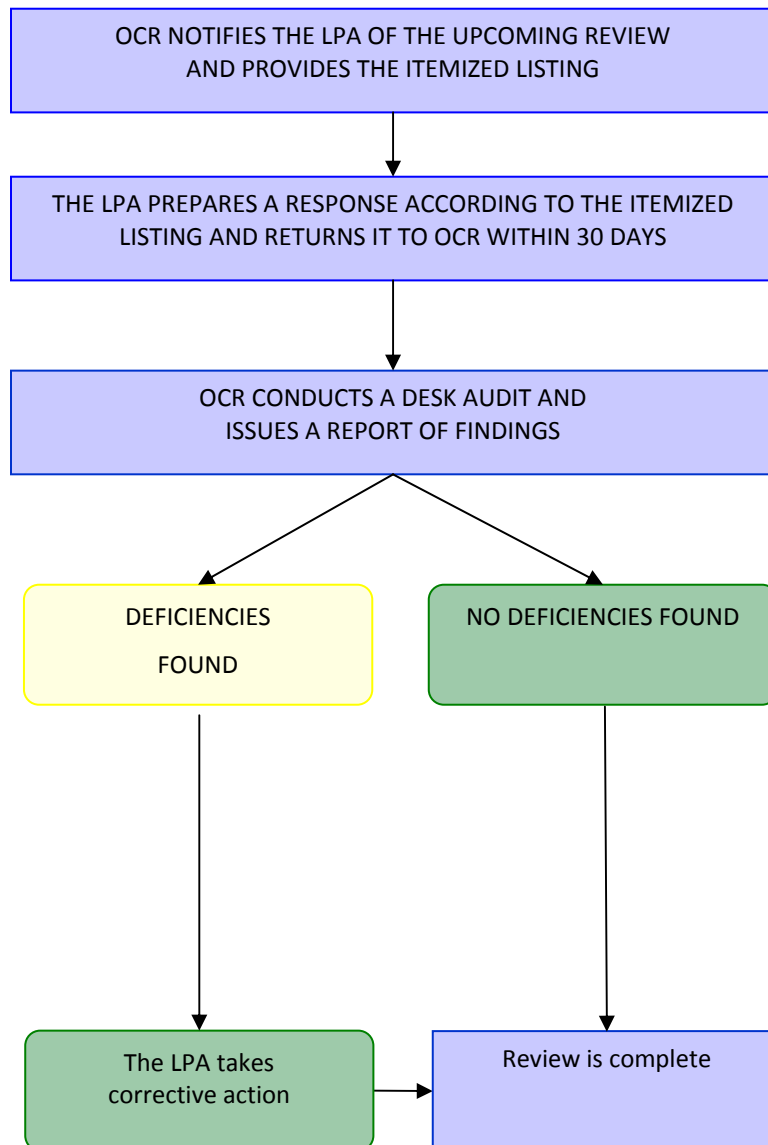 OCR NOTIFIES THE LPA OF THE UPCOMING REVIEW
AND PROVIDES THE ITEMIZED LISTING
THE LPA PREPARES A RESPONSE ACCORDING TO THE ITEMIZED
LISTING AND RETURNS IT TO OCR WITHIN 30 DAYS
OCR CONDUCTS A DESK AUDIT AND
ISSUES A REPORT OF FINDINGS
DEFICIENCIES
FOUND
NO DEFICIENCIES FOUND
The LPA takes
corrective action
Review is complete